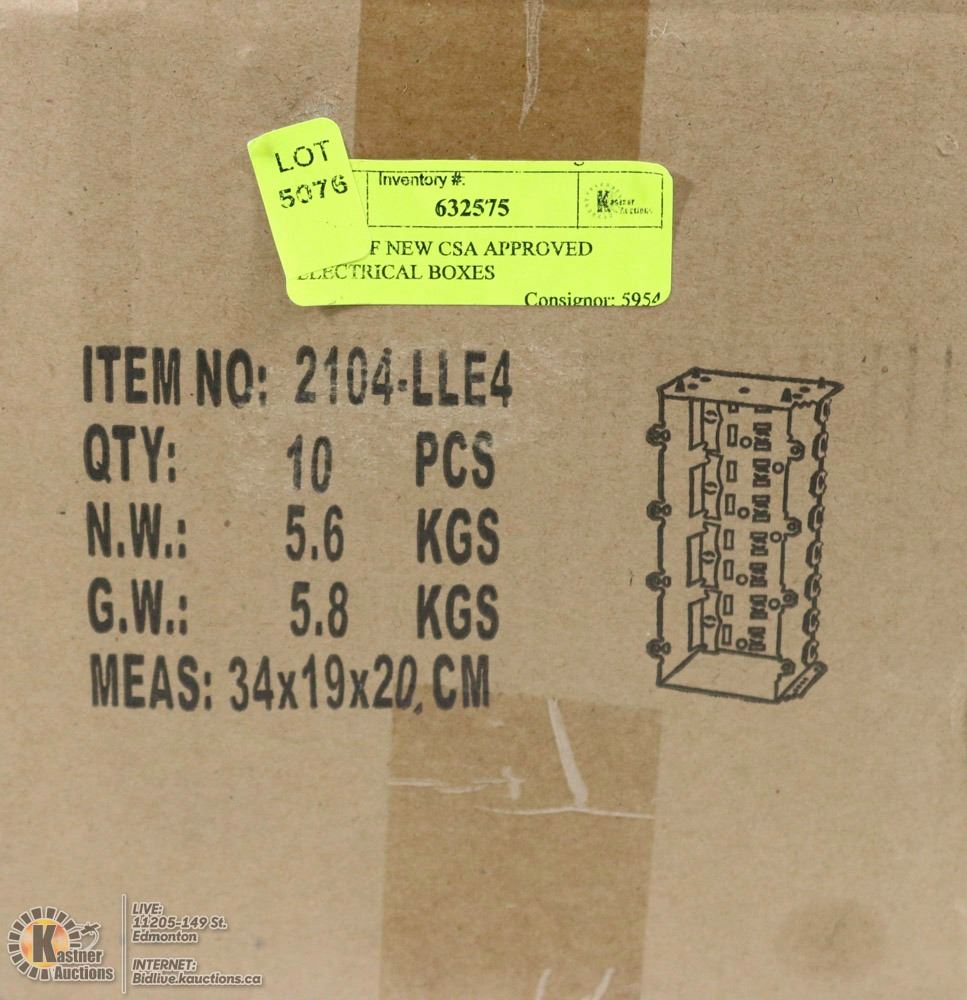 LOT
5076
Inventory #:
632575
Kastner
Auctions
F NEW CSA APPROVED
ELECTRICAL BOXES
Consignor: 5954
ITEM NO: 2104-LLE4
QTY: 10 PCS
N.W.: 5.6 KGS
G.W.: 5.8 KGS
MEAS: 34x19x20 CM
Kastner
Auctions
LIVE:
11205-149 St.
Edmonton
INTERNET:
Bidlive.kauctions.ca